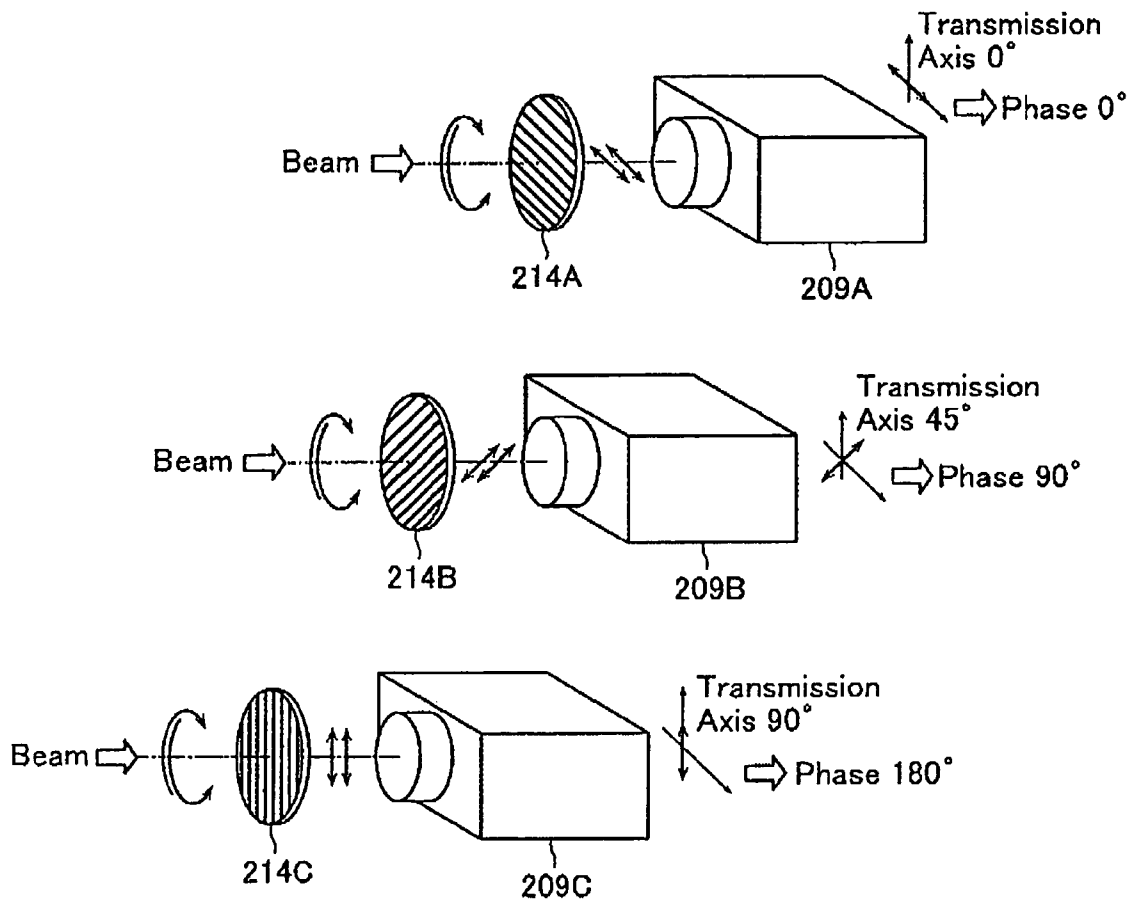 Transmission
Axis 0°
Phase 0°
Beam
214A
209A
Transmission
Axis 45°
Beam
Phase 90°
214B
209B
Transmission
Axis 90°
Beam
Phase 180°
214C
209C